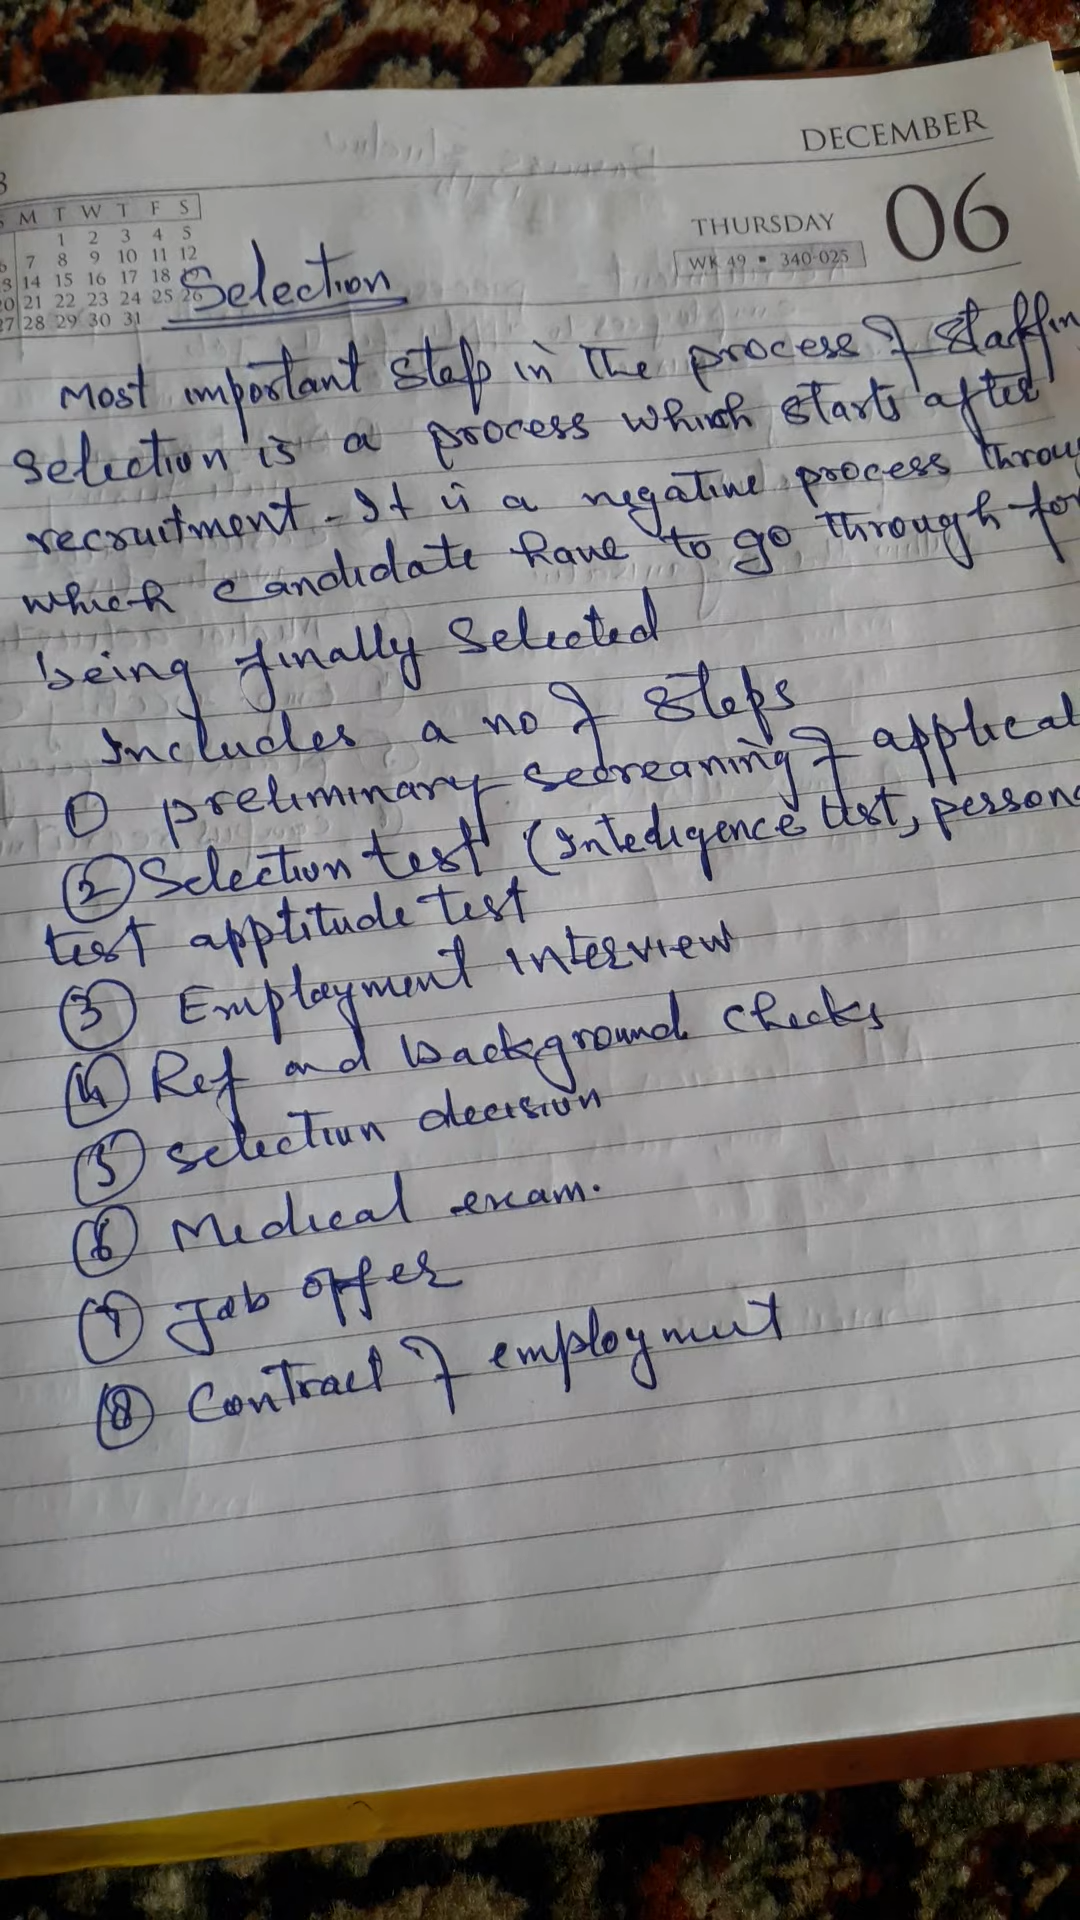 DECEMBER
THURSDAY
06
WK 49 • 340-025
M T W T F S
1 2 3 4 5
6 7 8 9 10 11 12
13 14 15 16 17 18 19
20 21 22 23 24 25 26
27 28 29 30 31
Selection
Most important step in the process of staffin
Selection is a process which starts after
recruitment - It is a negative process throu
which candidate have to go through for
being finally Selected
Includes a no of steps
① preliminary secreaning of applicat
② Selection test (Intedigence test, persona
test apptitude test
③ Employment interview
④ Ref and background checks
⑤ selection decision
⑥ Medical exam.
⑦ Job offer
⑧ Contract of employment